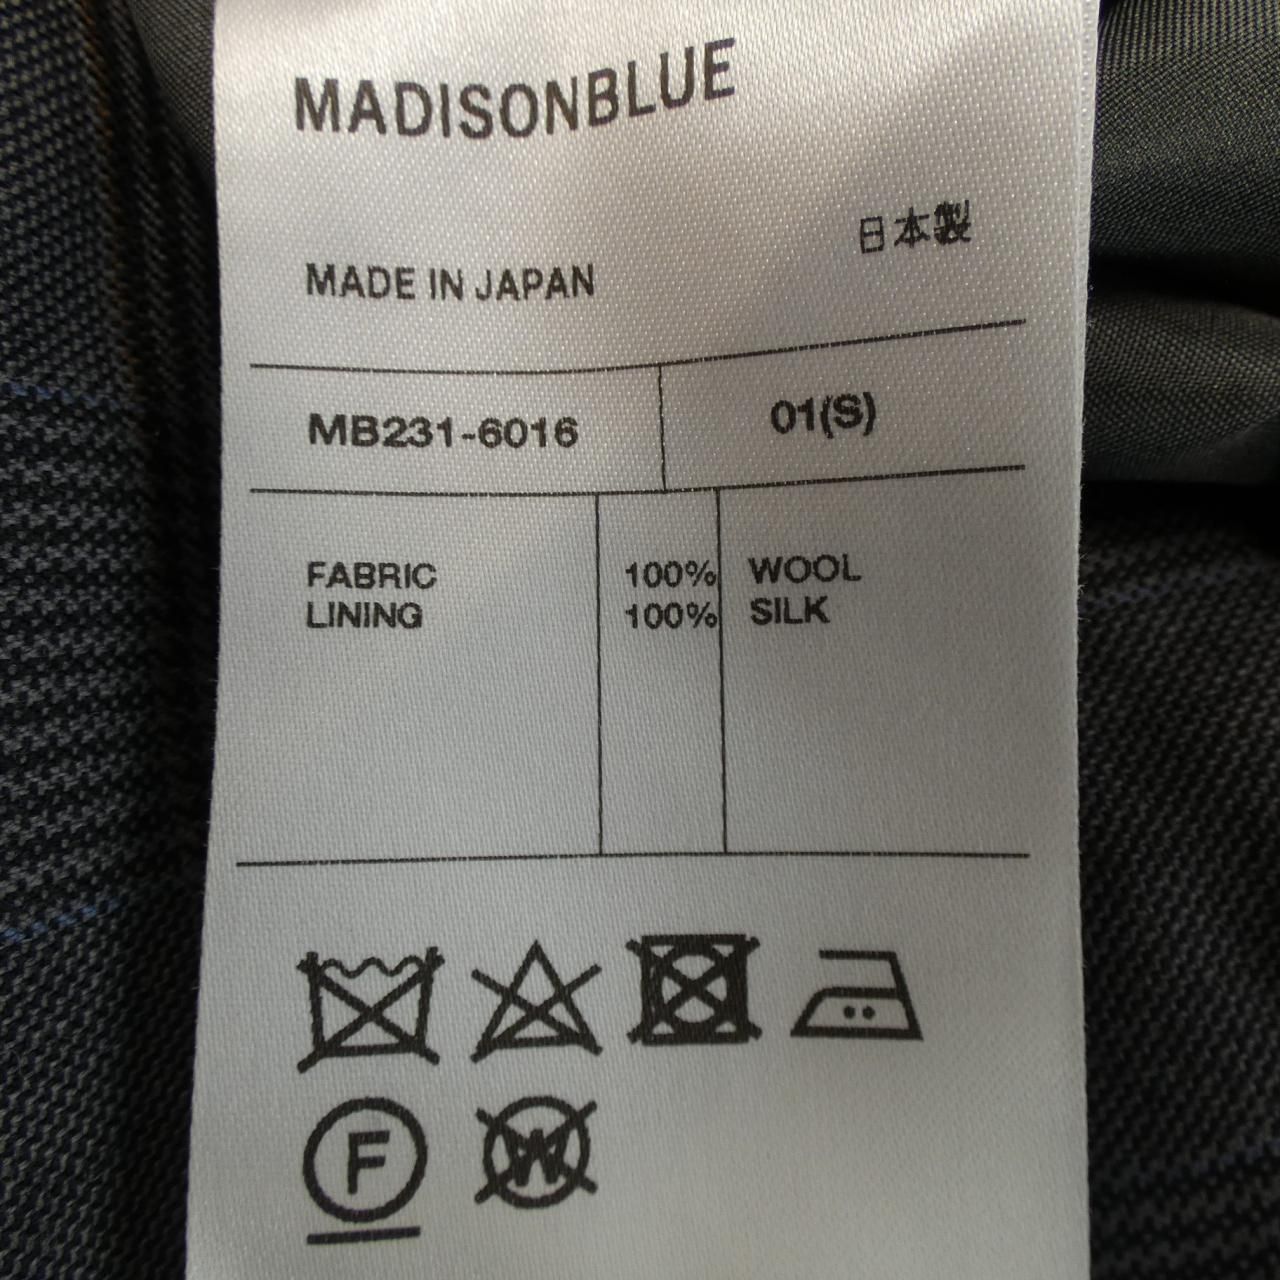 MADISONBLUE
日本製
MADE IN JAPAN
MB231-6016 01(S)
FABRIC 100% WOOL
LINING 100% SILK
F W